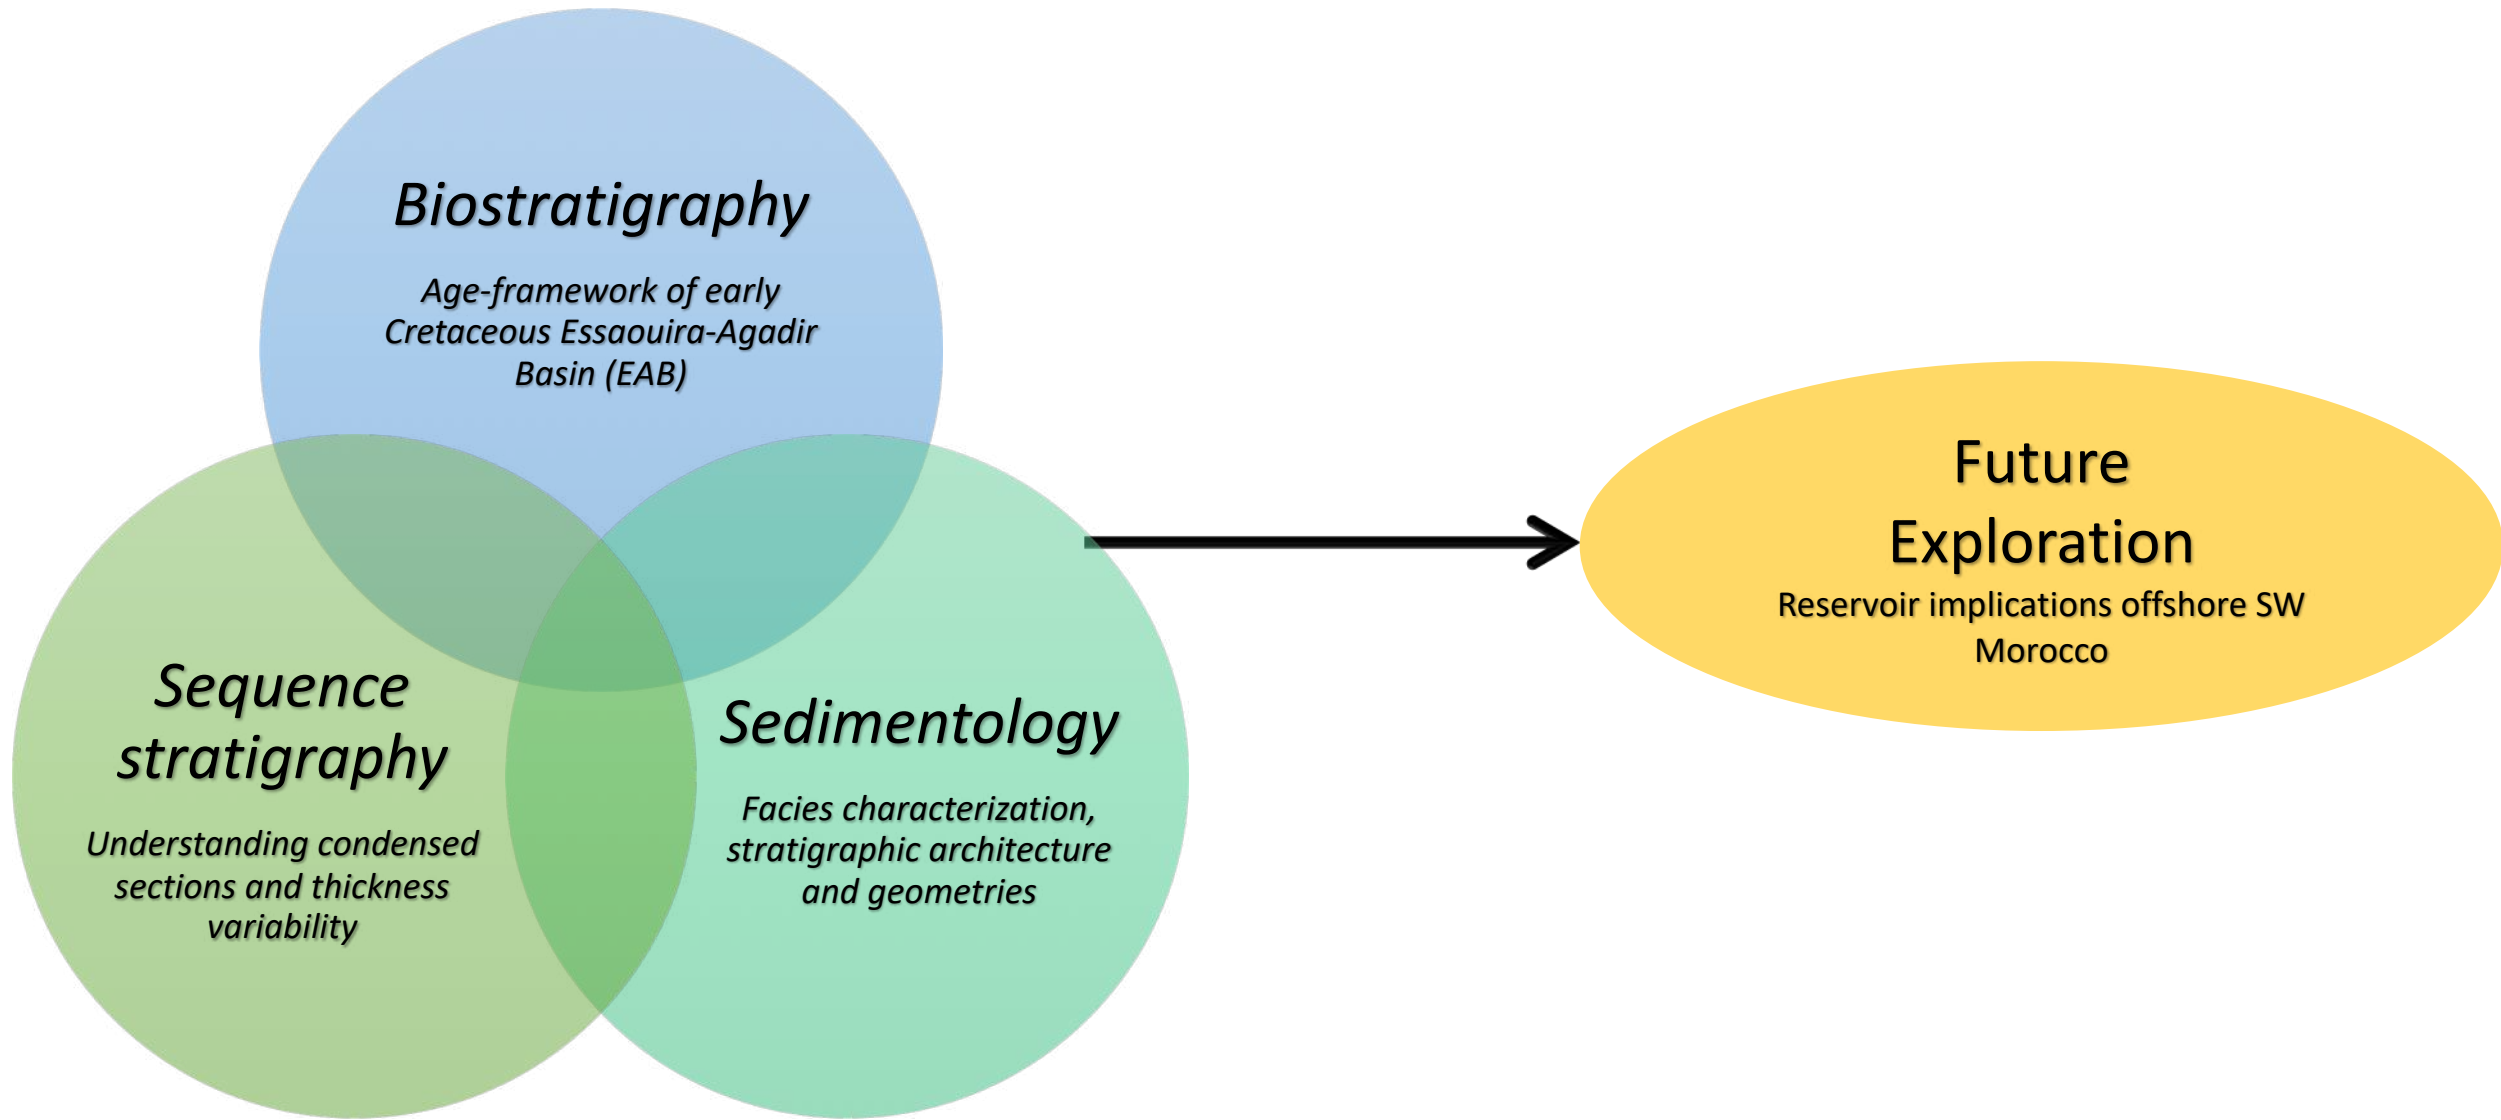 Biostratigraphy
Age-framework of early
Cretaceous Essaouira-Agadir
Basin (EAB)
Sequence
stratigraphy
Understanding condensed
sections and thickness
variability
Sedimentology
Facies characterization,
stratigraphic architecture
and geometries
Future
Exploration
Reservoir implications offshore SW
Morocco